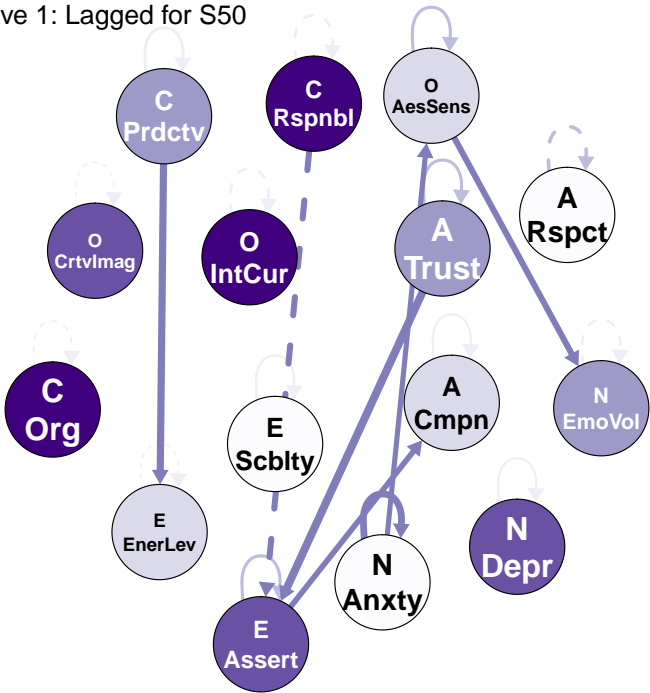 ve 1: Lagged for S50
C
Prdctv
C
Rspnbl
O
AesSens
A
Rspct
O
CrtvImag
O
IntCur
A
Trust
C
Org
E
Scblty
A
Cmpn
N
EmoVol
E
EnerLev
N
Anxty
N
Depr
E
Assert